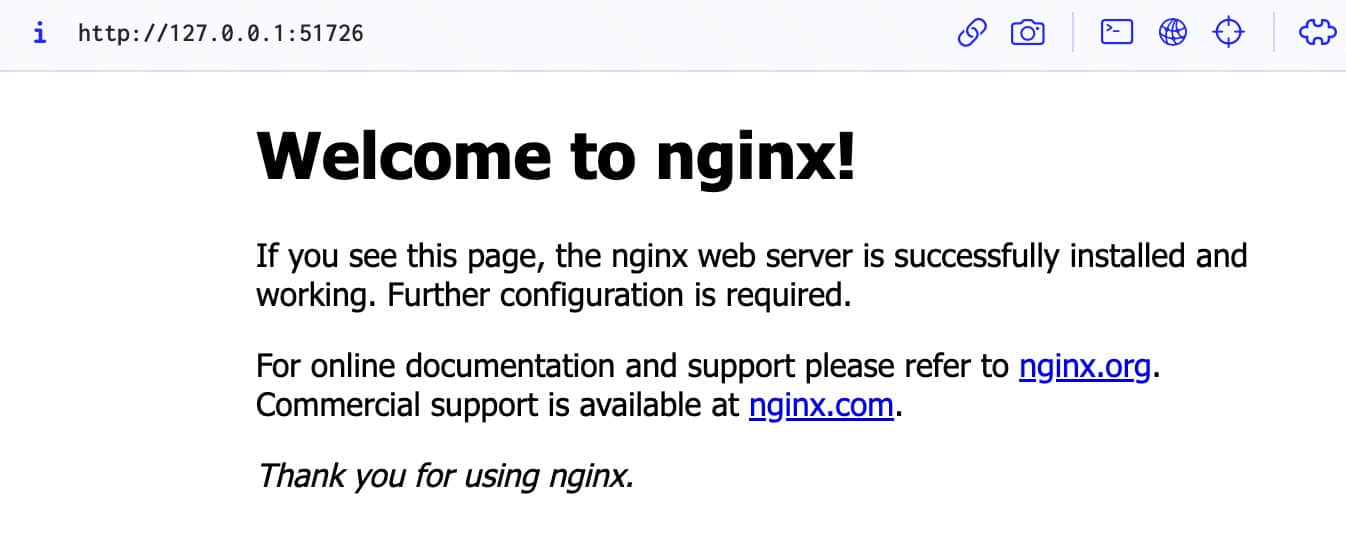 http://127.0.0.1:51726
Welcome to nginx!
If you see this page, the nginx web server is successfully installed and
working. Further configuration is required.
For online documentation and support please refer to nginx.org.
Commercial support is available at nginx.com.
Thank you for using nginx.